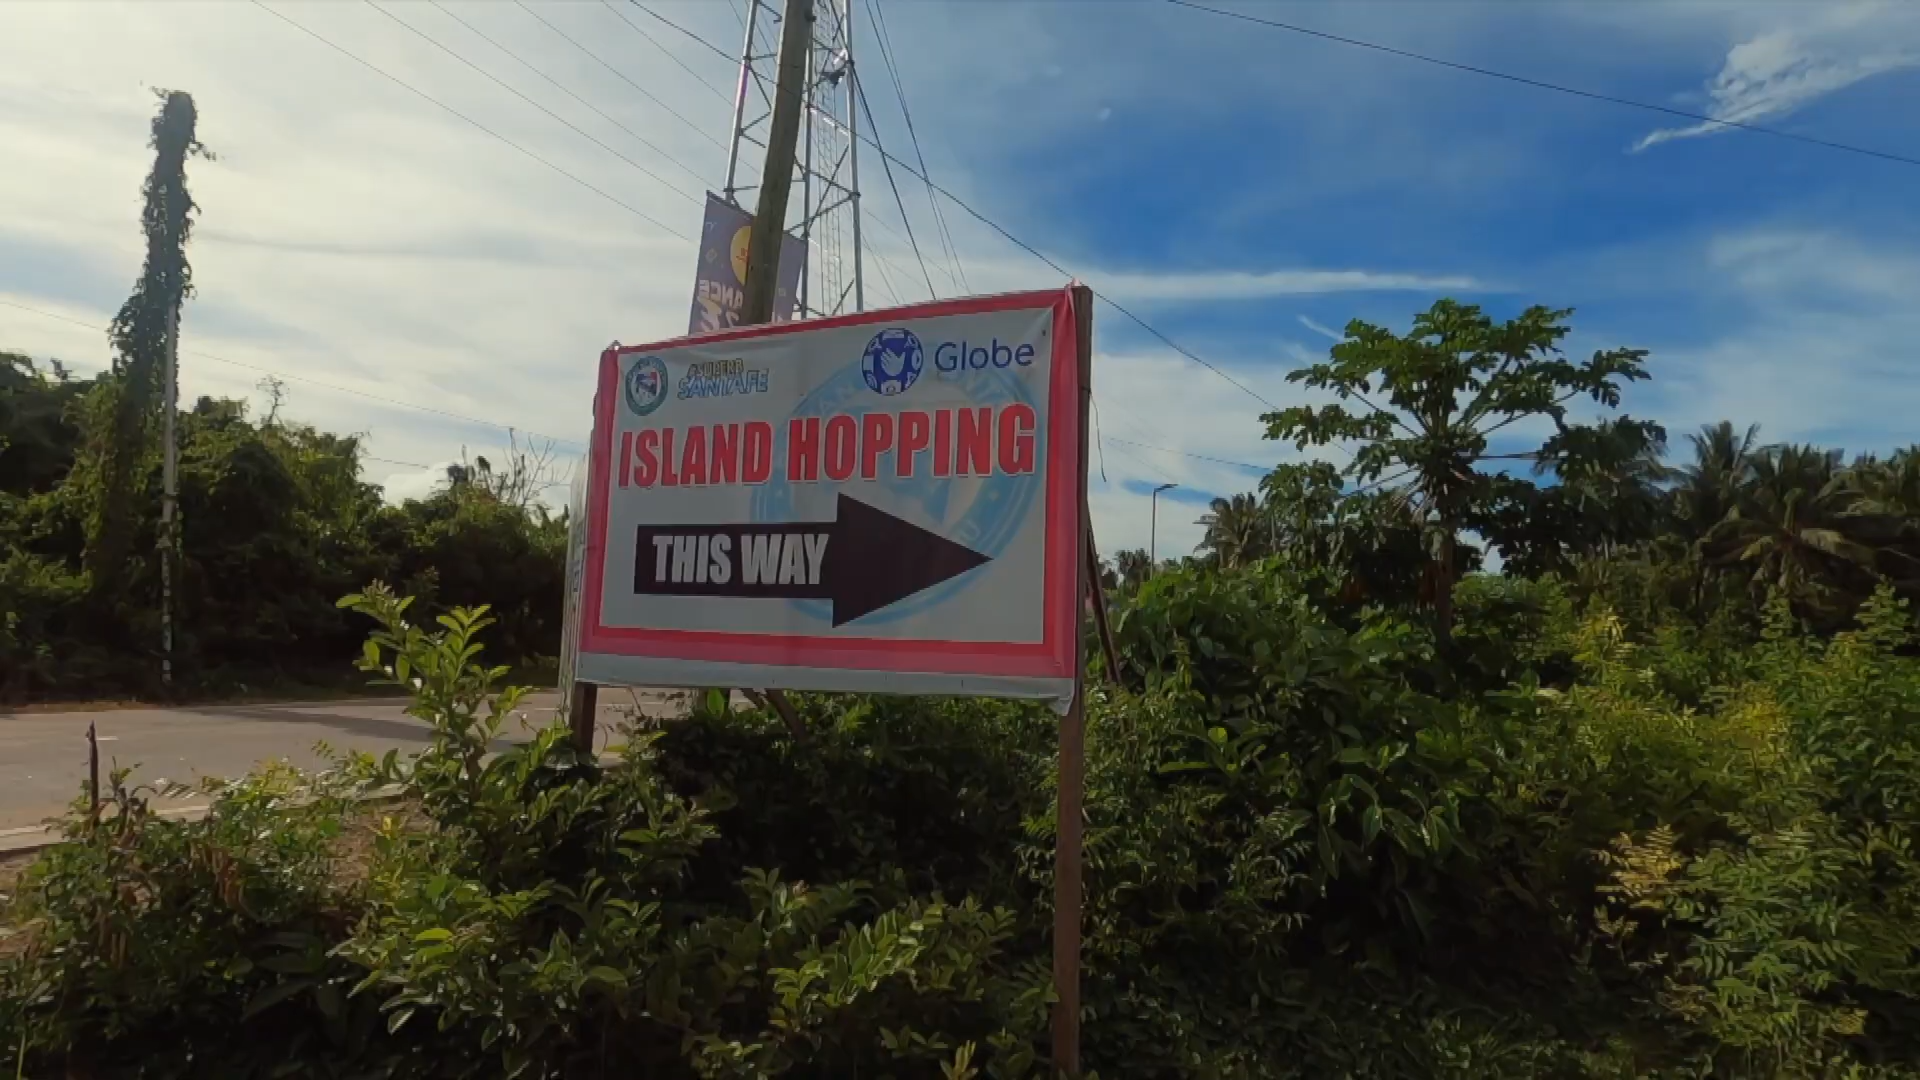 #SUPERB
SANTAFE
Globe
ISLAND HOPPING
THIS WAY